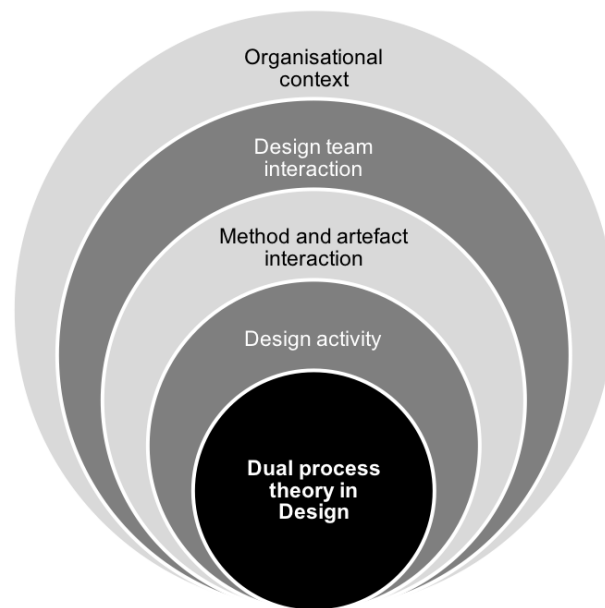 Organisational
context
Design team
interaction
Method and artefact
interaction
Design activity
Dual process
theory in
Design